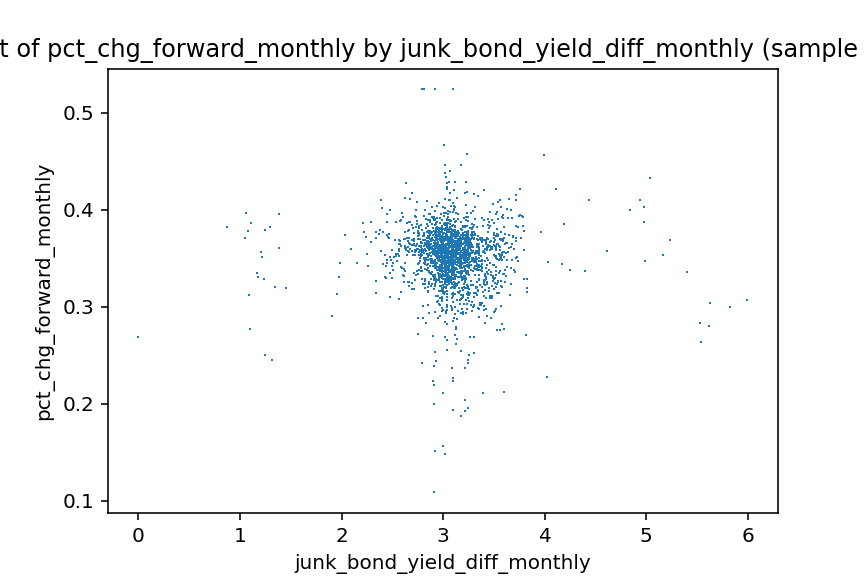 t of pct_chg_forward_monthly by junk_bond_yield_diff_monthly (sample
0.5
0.4
0.3
0.2
0.1
pct_chg_forward_monthly
0 1 2 3 4 5 6
junk_bond_yield_diff_monthly